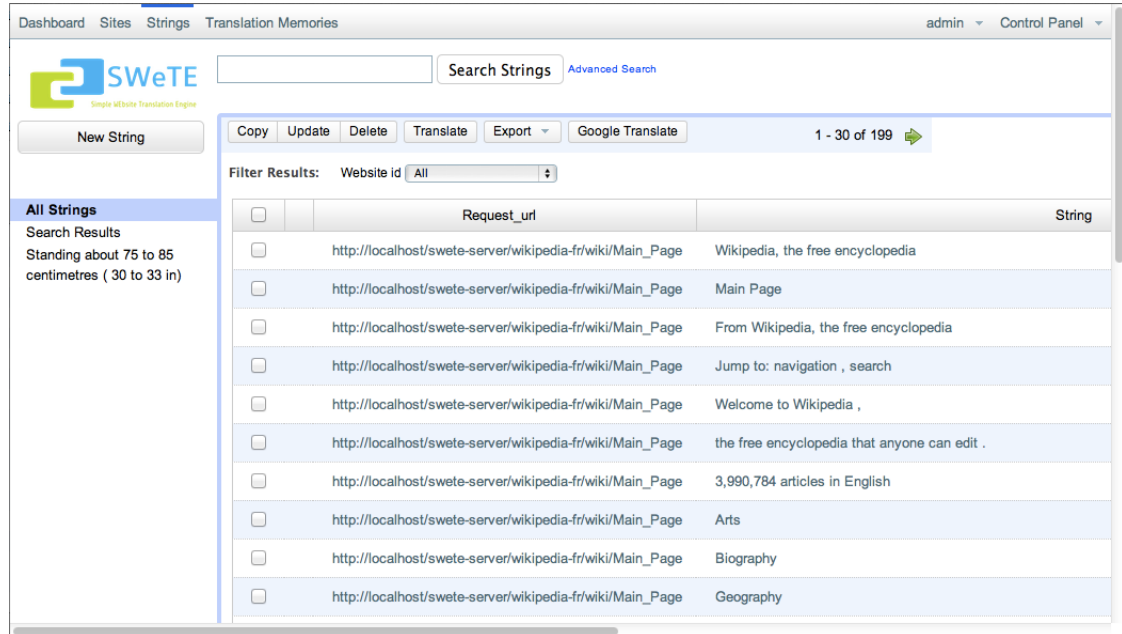 Dashboard Sites Strings Translation Memories admin Control Panel
SWeTE
Simple WEbsite Translation Engine
Search Strings Advanced Search
New String
Copy Update Delete Translate Export Google Translate 1 - 30 of 199
Filter Results: Website id All
All Strings
Search Results
Standing about 75 to 85
centimetres ( 30 to 33 in)
Request_url String
http://localhost/swete-server/wikipedia-fr/wiki/Main_Page Wikipedia, the free encyclopedia
http://localhost/swete-server/wikipedia-fr/wiki/Main_Page Main Page
http://localhost/swete-server/wikipedia-fr/wiki/Main_Page From Wikipedia, the free encyclopedia
http://localhost/swete-server/wikipedia-fr/wiki/Main_Page Jump to: navigation , search
http://localhost/swete-server/wikipedia-fr/wiki/Main_Page Welcome to Wikipedia ,
http://localhost/swete-server/wikipedia-fr/wiki/Main_Page the free encyclopedia that anyone can edit .
http://localhost/swete-server/wikipedia-fr/wiki/Main_Page 3,990,784 articles in English
http://localhost/swete-server/wikipedia-fr/wiki/Main_Page Arts
http://localhost/swete-server/wikipedia-fr/wiki/Main_Page Biography
http://localhost/swete-server/wikipedia-fr/wiki/Main_Page Geography